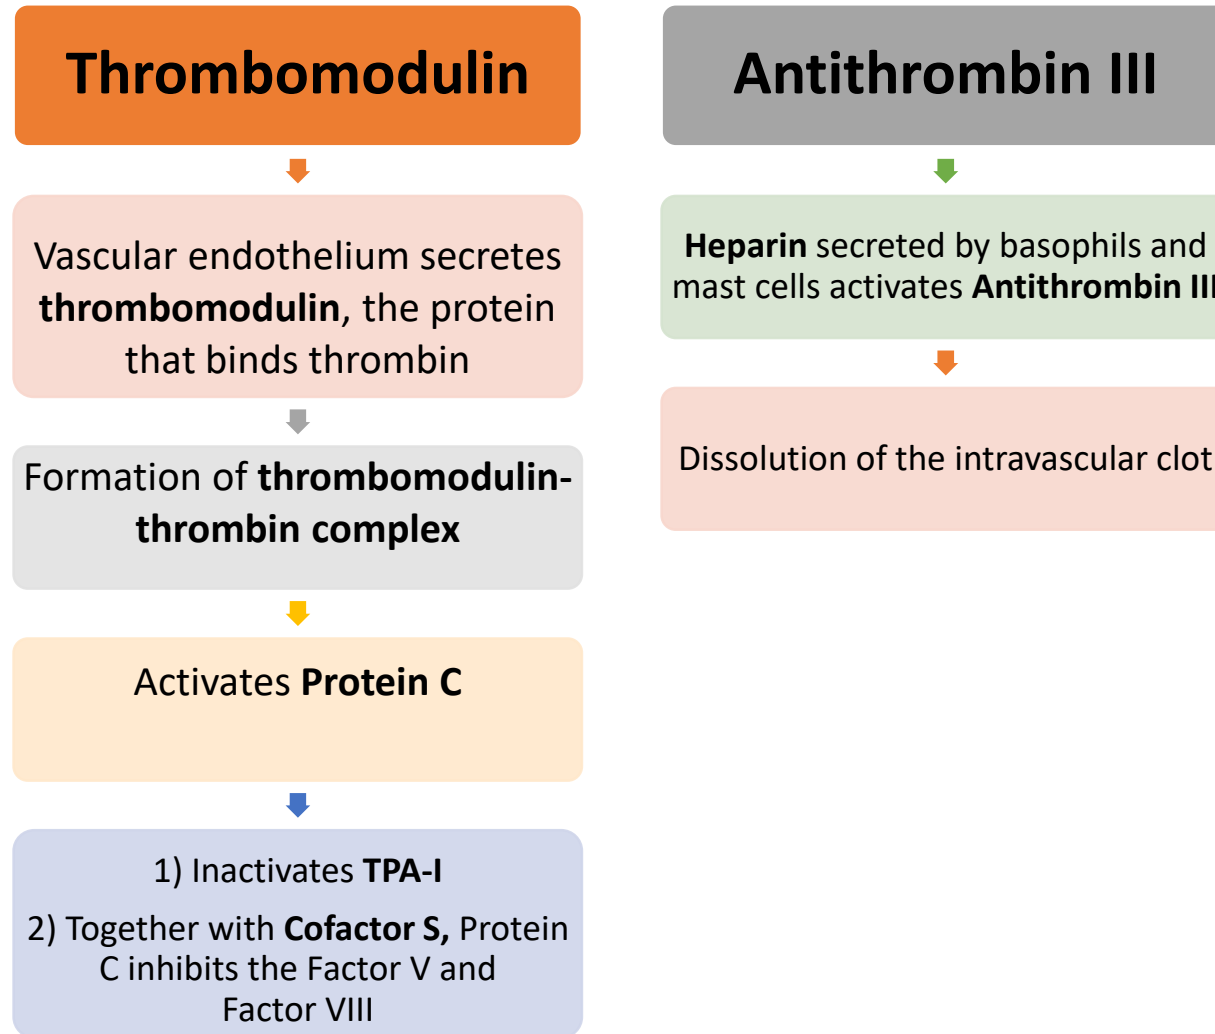 Thrombomodulin
Vascular endothelium secretes
thrombomodulin, the protein
that binds thrombin
Formation of thrombomodulin-
thrombin complex
Activates Protein C
1) Inactivates TPA-I
2) Together with Cofactor S, Protein
C inhibits the Factor V and
Factor VIII
Antithrombin III
Heparin secreted by basophils and
mast cells activates Antithrombin III
Dissolution of the intravascular clot